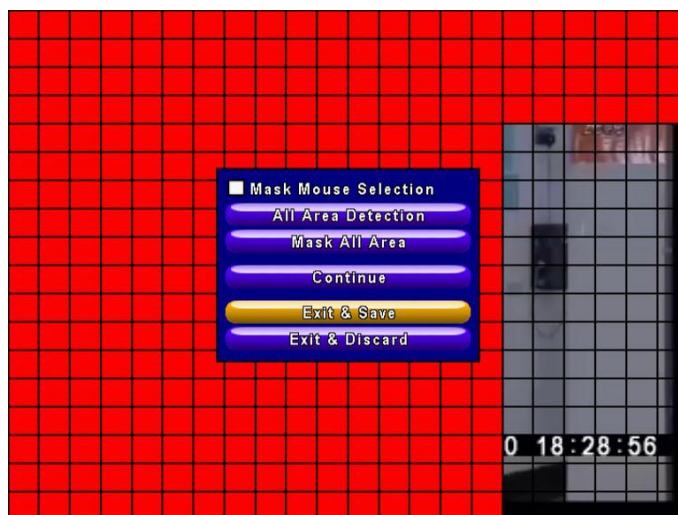 Mask Mouse Selection
All Area Detection
Mask All Area
Continue
Exit & Save
Exit & Discard
0 18:28:56